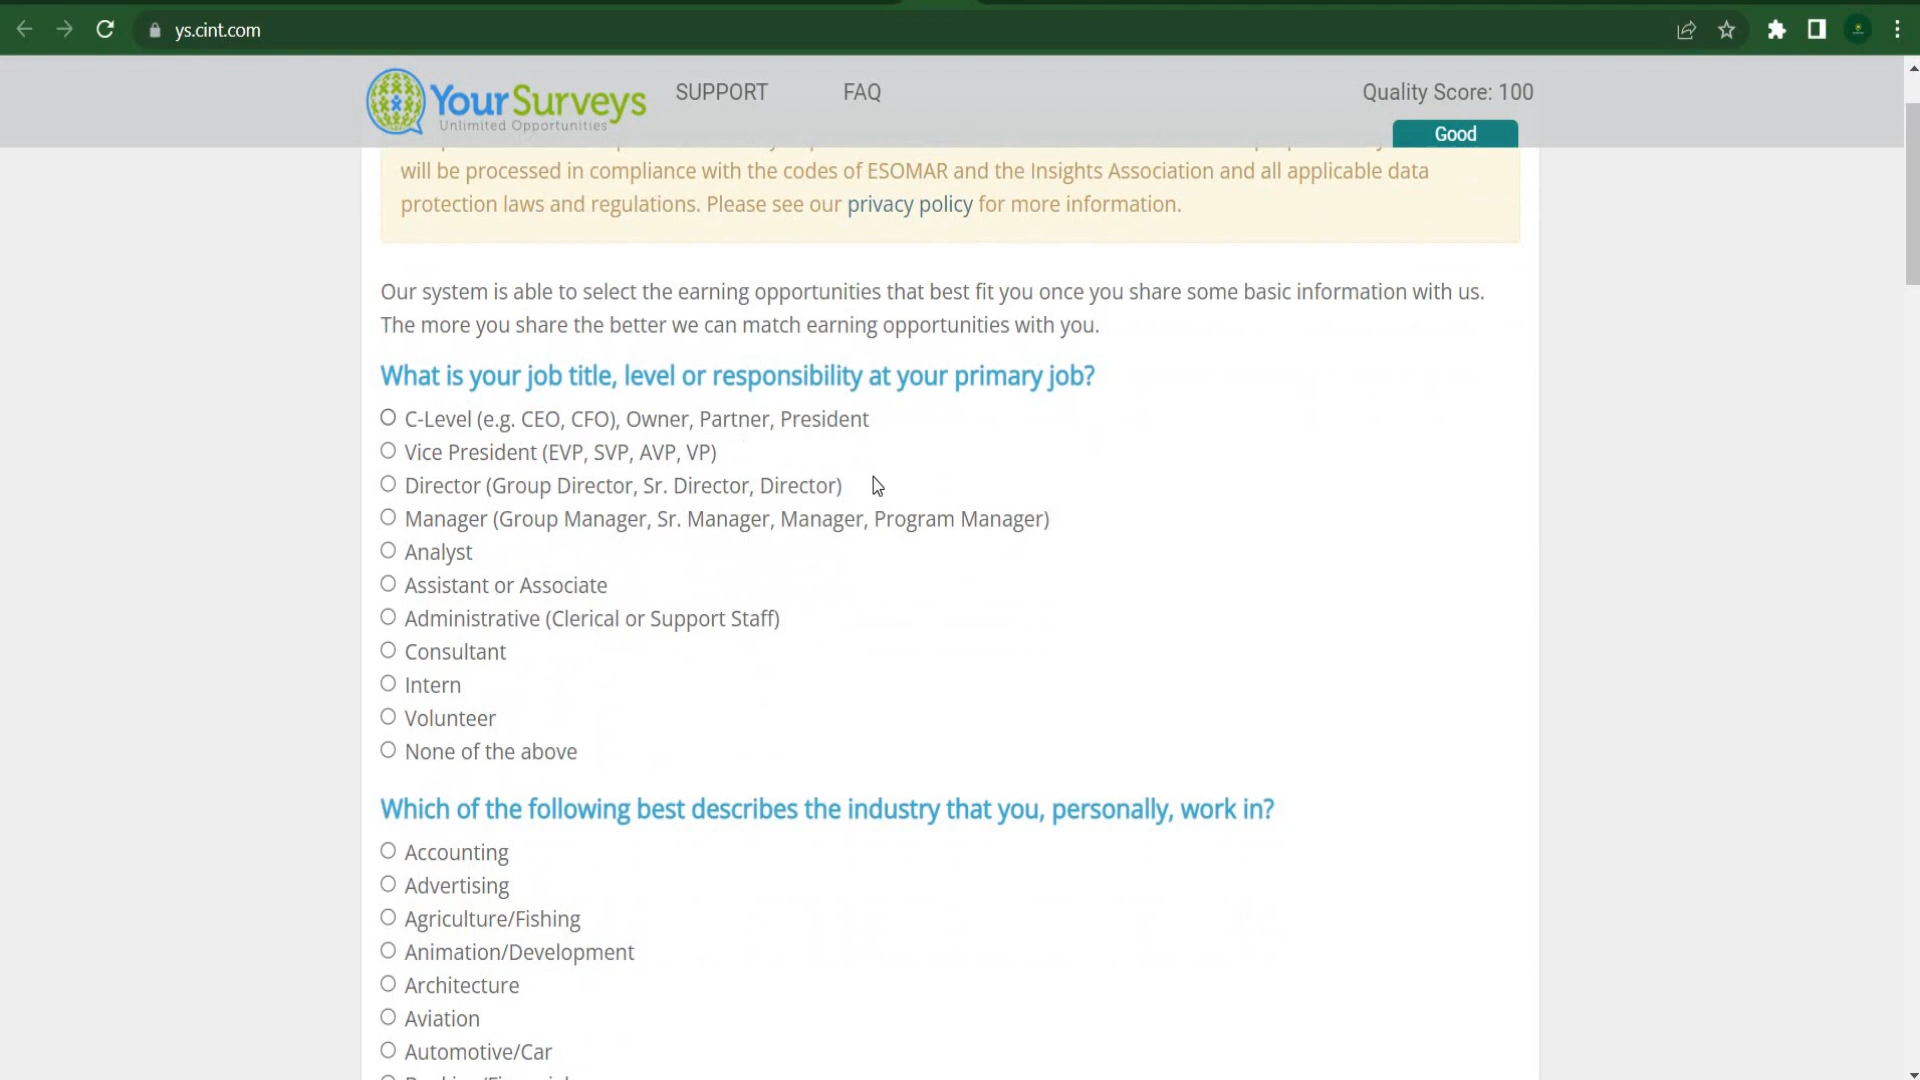 ys.cint.com
YourSurveys
Unlimited Opportunities
SUPPORT
FAQ
Quality Score: 100
Good
will be processed in compliance with the codes of ESOMAR and the Insights Association and all applicable data
protection laws and regulations. Please see our privacy policy for more information.
Our system is able to select the earning opportunities that best fit you once you share some basic information with us.
The more you share the better we can match earning opportunities with you.
What is your job title, level or responsibility at your primary job?
C-Level (e.g. CEO, CFO), Owner, Partner, President
Vice President (EVP, SVP, AVP, VP)
Director (Group Director, Sr. Director, Director)
Manager (Group Manager, Sr. Manager, Manager, Program Manager)
Analyst
Assistant or Associate
Administrative (Clerical or Support Staff)
Consultant
Intern
Volunteer
None of the above
Which of the following best describes the industry that you, personally, work in?
Accounting
Advertising
Agriculture/Fishing
Animation/Development
Architecture
Aviation
Automotive/Car